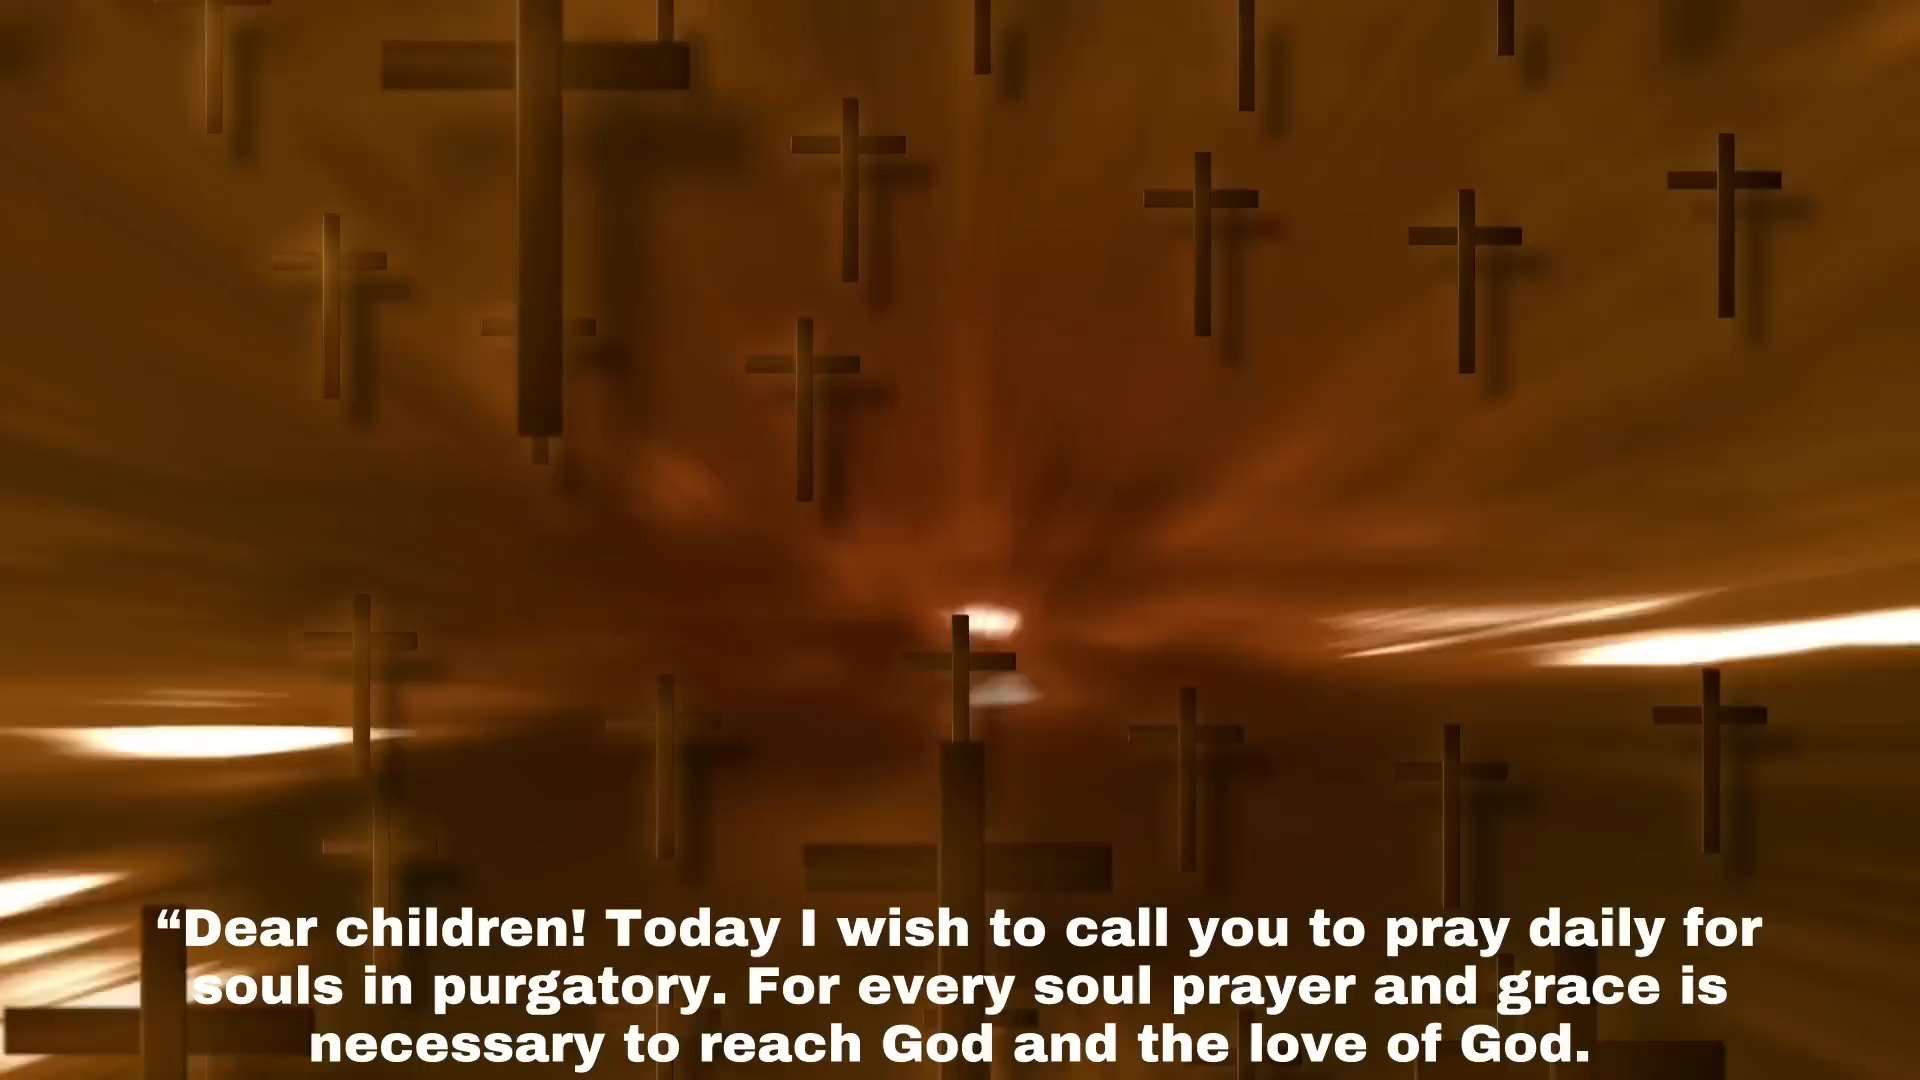 “Dear children! Today I wish to call you to pray daily for
souls in purgatory. For every soul prayer and grace is
necessary to reach God and the love of God.